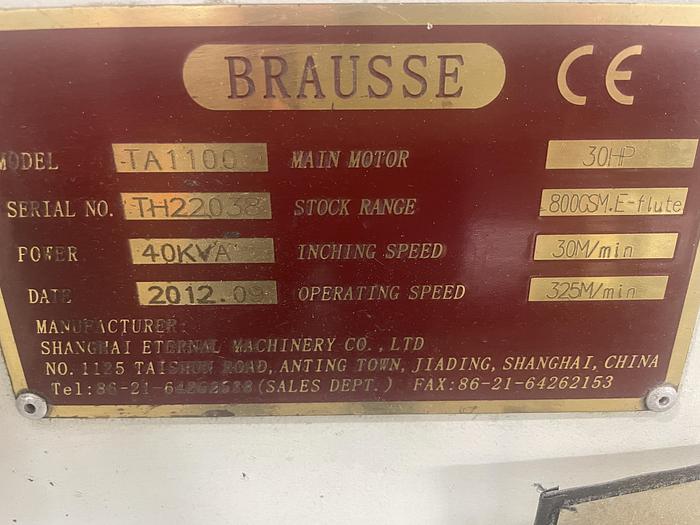 BRAUSSE CE
MODEL TA1100 MAIN MOTOR 30HP
SERIAL NO. TH22038 STOCK RANGE 800GSM.E-flute
POWER 40KVA INCHING SPEED 30M/min
DATE 2012.09 OPERATING SPEED 325M/min
MANUFACTURER:
SHANGHAI ETERNAL MACHINERY CO.,LTD
NO. 1125 ROAD, ANTING TOWN, JIADING, SHANGHAI, CHINA
(SALES DEPT.) FAX:86-21-64262153